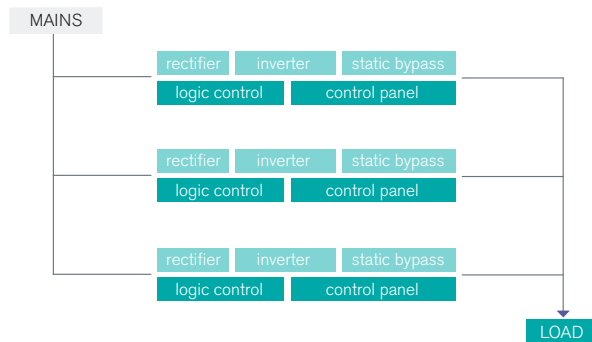 MAINS
rectifier inverter static bypass
logic control control panel
rectifier inverter static bypass
logic control control panel
rectifier inverter static bypass
logic control control panel
LOAD